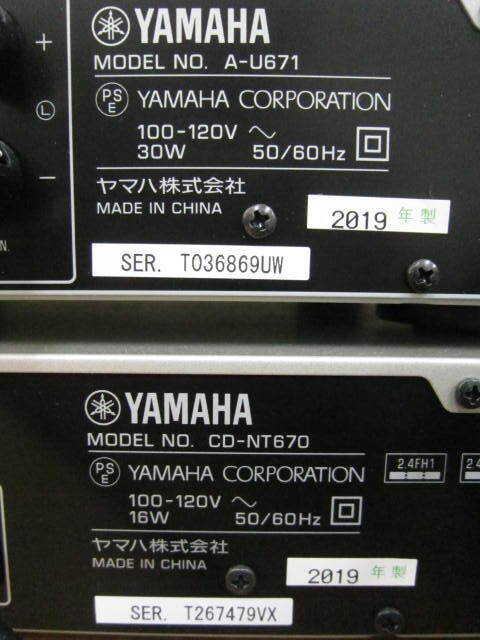 +
YAMAHA
MODEL NO. A-U671
Ⓛ
PS
E
YAMAHA CORPORATION
100-120V ～
30W 50/60Hz
−
ヤマハ株式会社
MADE IN CHINA
2019 年製
N.
SER. T036869UW
YAMAHA
MODEL NO. CD-NT670
PS
E
YAMAHA CORPORATION
2.4FH1
2.4
100-120V ～
16W 50/60Hz
ヤマハ株式会社
MADE IN CHINA
2019 年製
SER. T267479VX